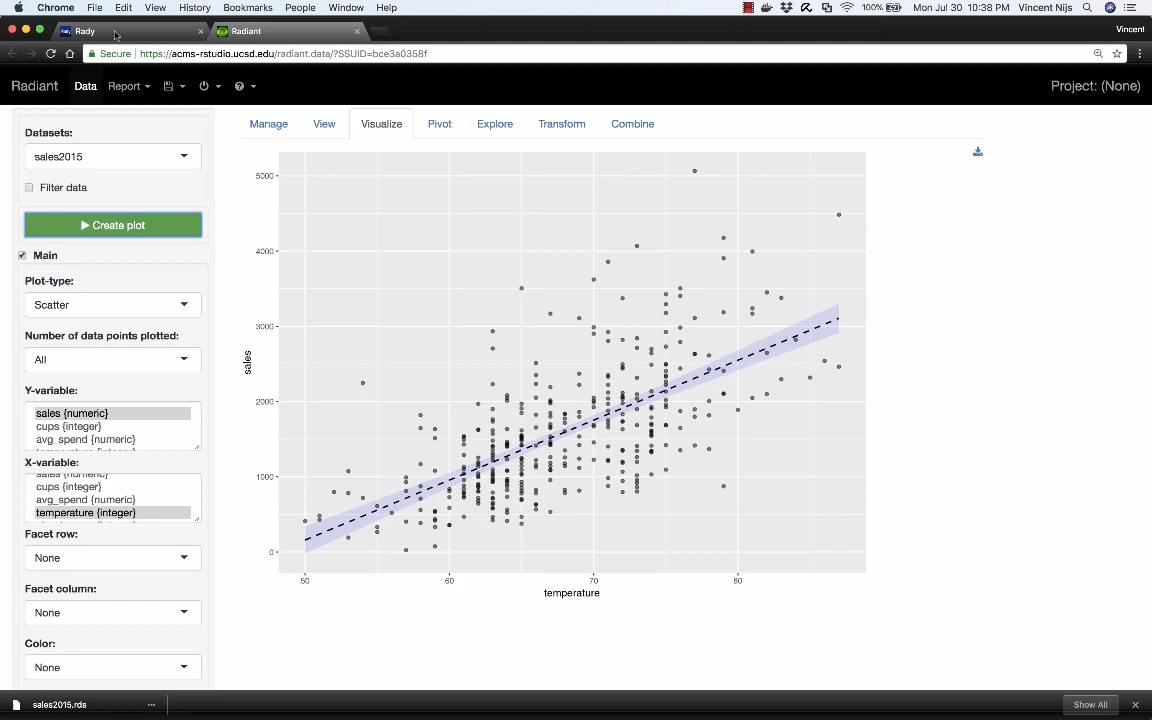 Chrome File Edit View History Bookmarks People Window Help 100% Mon Jul 30 10:38 PM Vincent Nijs
Rady Rady × Radiant × Vincent
Secure https://acms-rstudio.ucsd.edu/radiant.data/?SSUID=bce3a0358f
Radiant Data Report Project: (None)
Manage View Visualize Pivot Explore Transform Combine
Datasets:
sales2015
Filter data
Create plot
Main
Plot-type:
Scatter
Number of data points plotted:
All
Y-variable:
sales {numeric}
cups {integer}
avg_spend {numeric}
X-variable:
sales {numeric}
cups {integer}
avg_spend {numeric}
temperature {integer}
Facet row:
None
Facet column:
None
Color:
None
5000
4000
3000
2000
1000
0
sales
50 60 70 80
temperature
sales2015.rds Show All ×